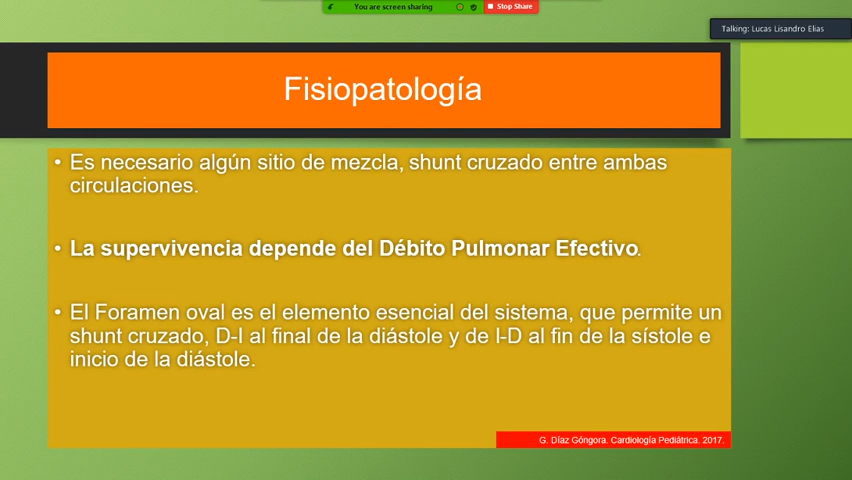 You are screen sharing
Stop Share
Talking: Lucas Lisandro Elias
Fisiopatología
• Es necesario algún sitio de mezcla, shunt cruzado entre ambas
circulaciones.
• La supervivencia depende del Débito Pulmonar Efectivo.
• El Foramen oval es el elemento esencial del sistema, que permite un
shunt cruzado, D-I al final de la diástole y de I-D al fin de la sístole e
inicio de la diástole.
G. Díaz Góngora. Cardiología Pediátrica. 2017.